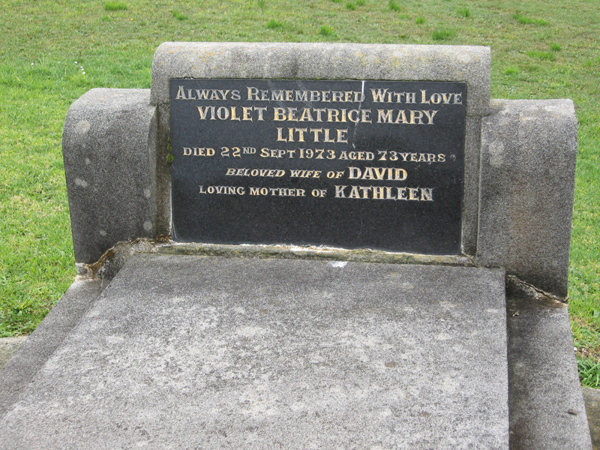 ALWAYS REMEMBERED WITH LOVE
VIOLET BEATRICE MARY
LITTLE
DIED 22ND SEPT 1973 AGED 73 YEARS
BELOVED WIFE OF DAVID
LOVING MOTHER OF KATHLEEN